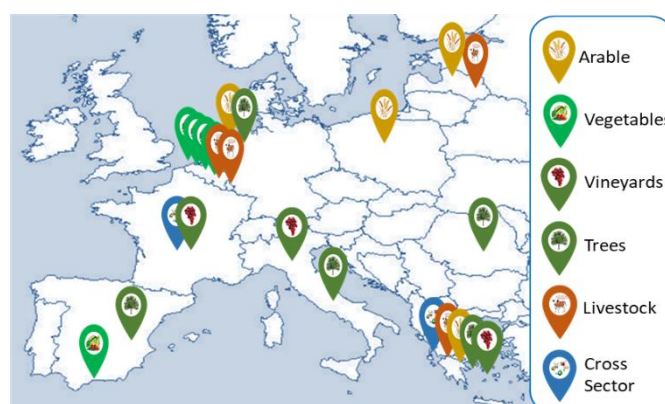 Arable
Vegetables
Vineyards
Trees
Livestock
Cross
Sector